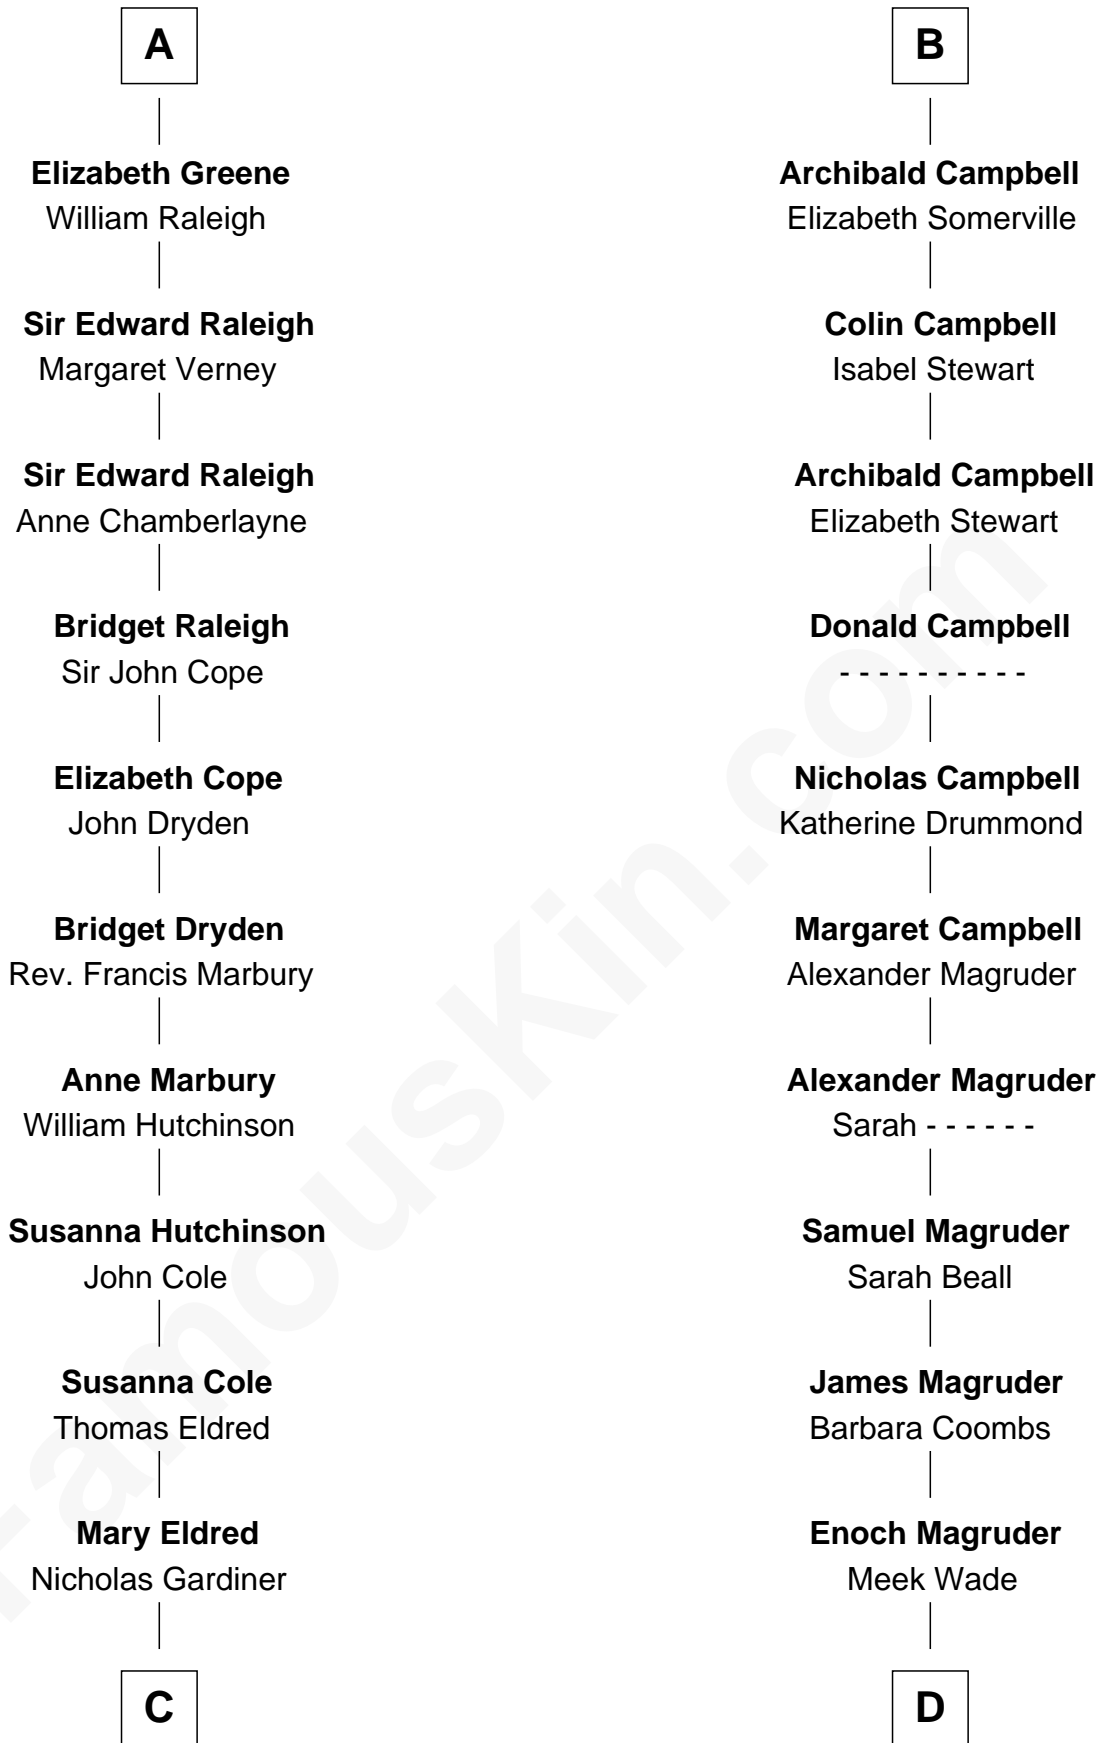 A
Elizabeth Greene
William Raleigh
Sir Edward Raleigh
Margaret Verney
Sir Edward Raleigh
Anne Chamberlayne
Bridget Raleigh
Sir John Cope
Elizabeth Cope
John Dryden
Bridget Dryden
Rev. Francis Marbury
Anne Marbury
William Hutchinson
Susanna Hutchinson
John Cole
Susanna Cole
Thomas Eldred
Mary Eldred
Nicholas Gardiner
C
B
Archibald Campbell
Elizabeth Somerville
Colin Campbell
Isabel Stewart
Archibald Campbell
Elizabeth Stewart
Donald Campbell
- - - - - - - - - -
Nicholas Campbell
Katherine Drummond
Margaret Campbell
Alexander Magruder
Alexander Magruder
Sarah - - - - - -
Samuel Magruder
Sarah Beall
James Magruder
Barbara Coombs
Enoch Magruder
Meek Wade
D
FamousKin.com